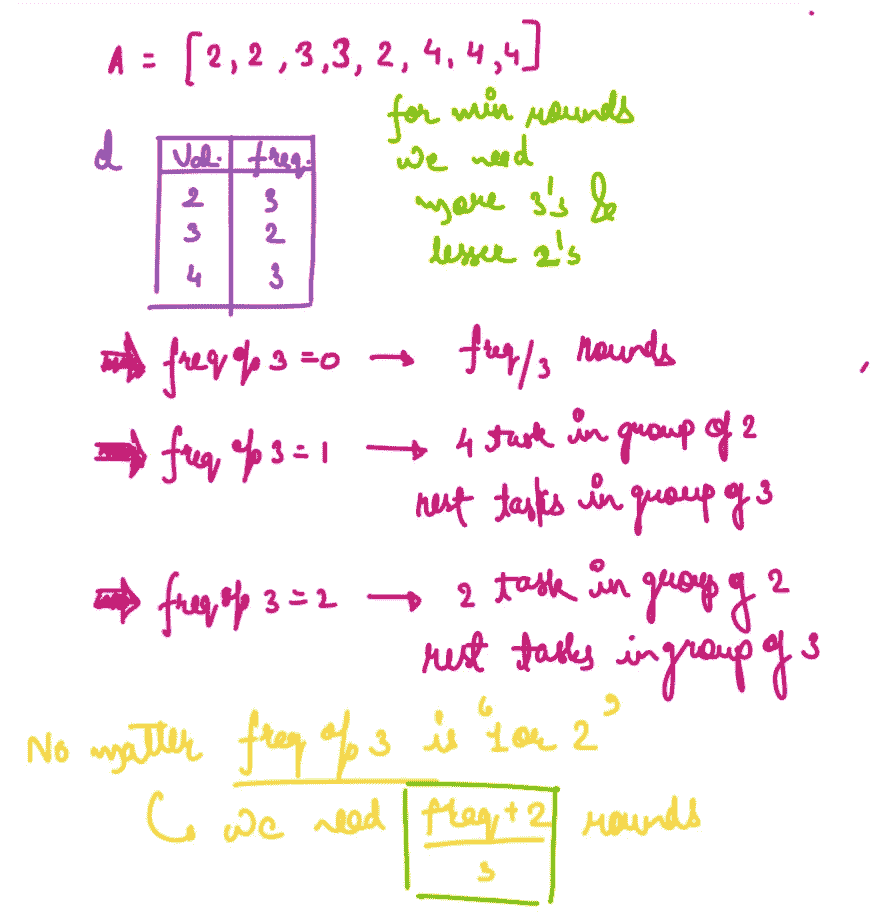 A = [2, 2, 3, 3, 2, 4, 4, 4]
for min rounds
we need
more 3's &
lesser 2's
d
Val. freq.
2 3
3 2
4 3
⇒ freq % 3 = 0 → freq/3 rounds
⇒ freq % 3 = 1 → 4 task in group of 2
rest tasks in group of 3
⇒ freq % 3 = 2 → 2 task in group of 2
rest tasks in group of 3
No matter freq % 3 is '1 or 2'
↳ we need freq + 2 rounds
3